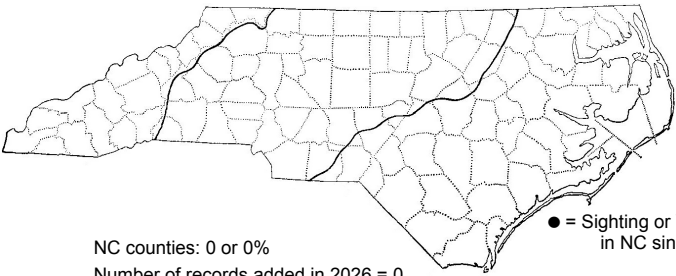 ● = Sighting or
in NC sin
NC counties: 0 or 0%
Number of records added in 2026 = 0